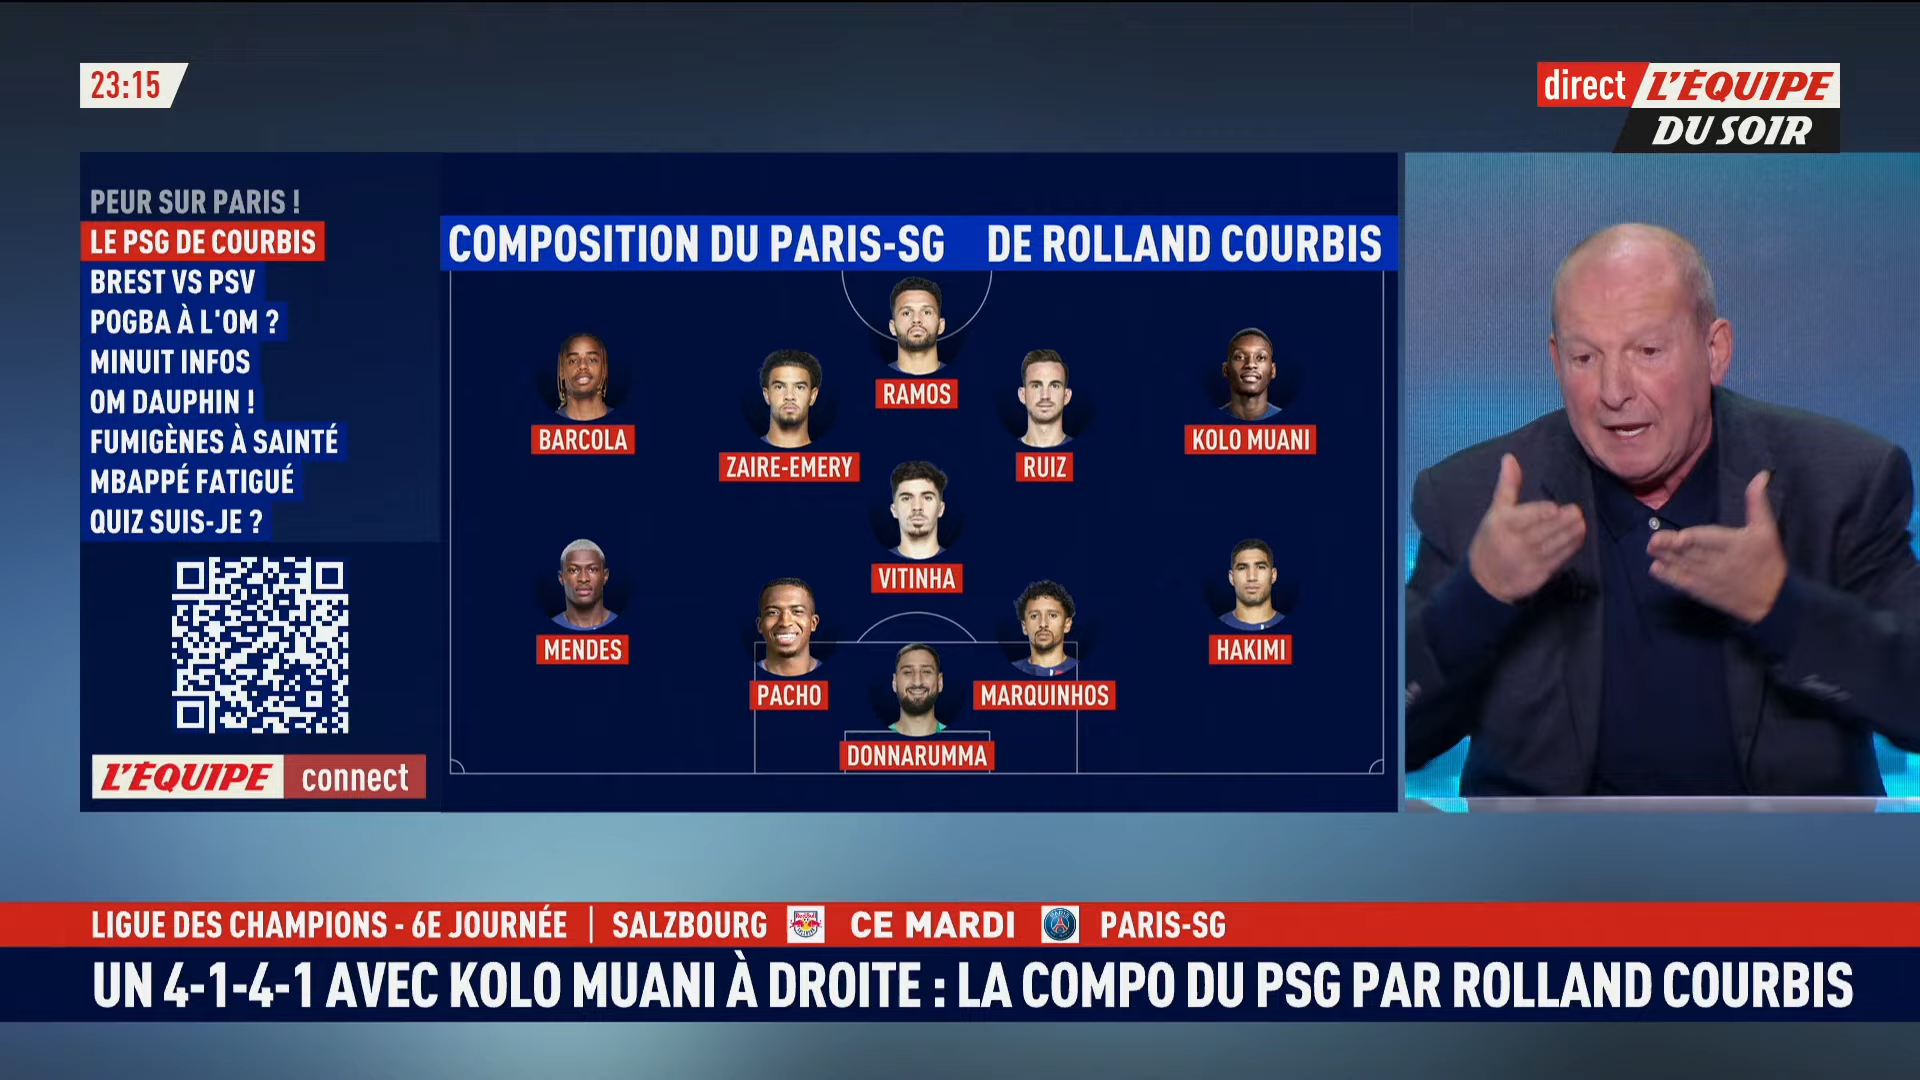 23:15
direct L'ÉQUIPE
DU SOIR
PEUR SUR PARIS !
LE PSG DE COURBIS
BREST VS PSV
POGBA À L'OM ?
MINUIT INFOS
OM DAUPHIN !
FUMIGÈNES À SAINTÉ
MBAPPÉ FATIGUÉ
QUIZ SUIS-JE ?
L'ÉQUIPE connect
COMPOSITION DU PARIS-SG DE ROLLAND COURBIS
RAMOS
BARCOLA
KOLO MUANI
ZAIRE-EMERY
RUIZ
VITINHA
MENDES
HAKIMI
PACHO
MARQUINHOS
DONNARUMMA
LIGUE DES CHAMPIONS - 6E JOURNÉE | SALZBOURG CE MARDI PARIS-SG
UN 4-1-4-1 AVEC KOLO MUANI À DROITE : LA COMPO DU PSG PAR ROLLAND COURBIS